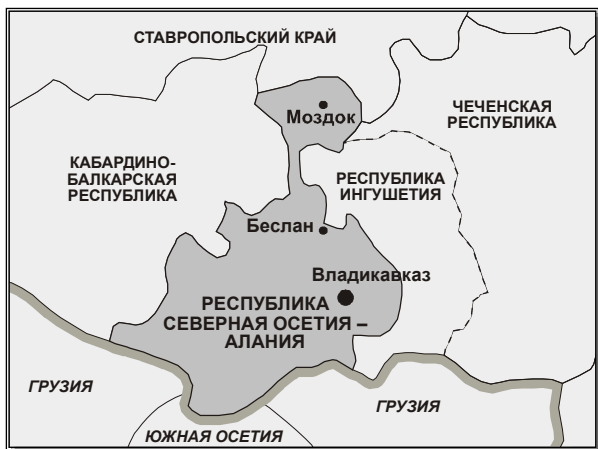 СТАВРОПОЛЬСКИЙ КРАЙ
Моздок
ЧЕЧЕНСКАЯ
РЕСПУБЛИКА
КАБАРДИНО-
БАЛКАРСКАЯ
РЕСПУБЛИКА
РЕСПУБЛИКА
ИНГУШЕТИЯ
Беслан
Владикавказ
РЕСПУБЛИКА
СЕВЕРНАЯ ОСЕТИЯ –
АЛАНИЯ
ГРУЗИЯ
ГРУЗИЯ
ЮЖНАЯ ОСЕТИЯ